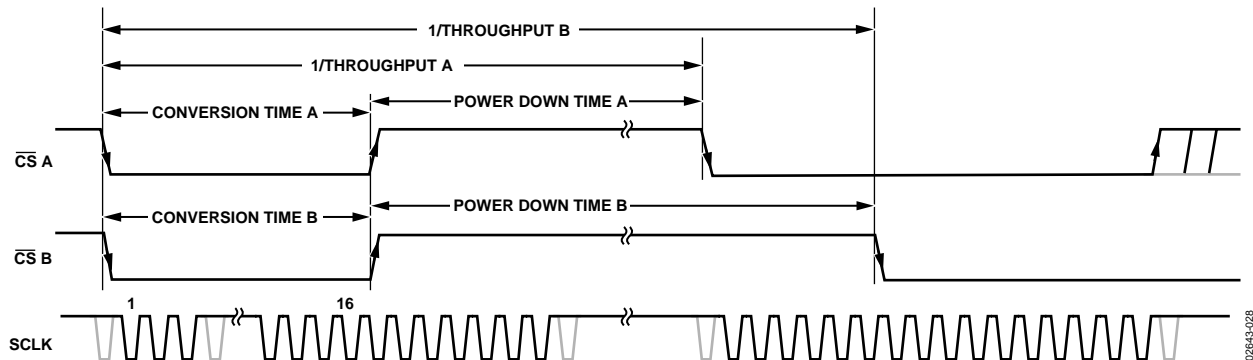 1/THROUGHPUT B
1/THROUGHPUT A
CONVERSION TIME A
POWER DOWN TIME A
CS A
CONVERSION TIME B
POWER DOWN TIME B
CS B
1
16
SCLK
02643-028